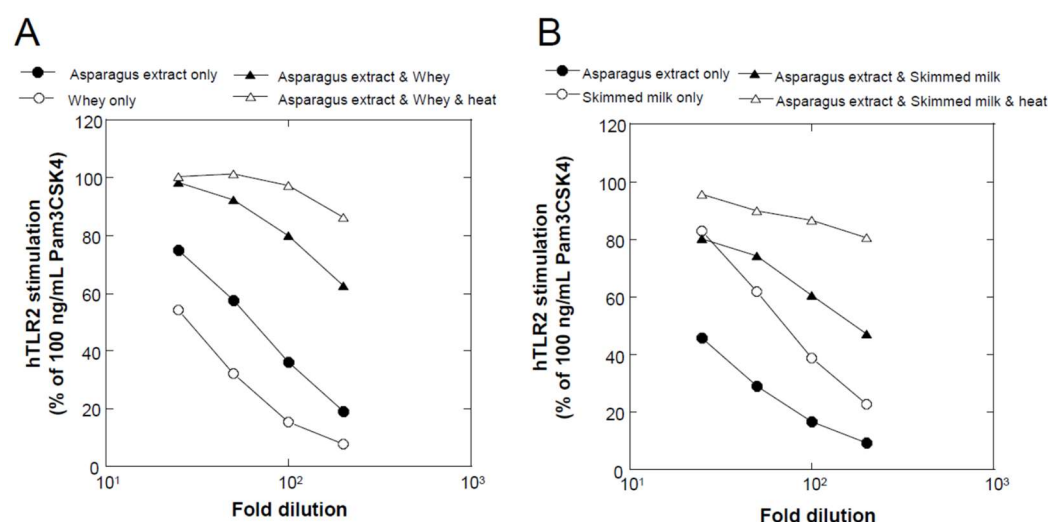 A
Asparagus extract only
Asparagus extract & Whey
Whey only
Asparagus extract & Whey & heat
120
100
80
60
40
20
0
10¹
10²
10³
hTLR2 stimulation
(% of 100 ng/mL Pam3CSK4)
Fold dilution
B
Asparagus extract only
Asparagus extract & Skimmed milk
Skimmed milk only
Asparagus extract & Skimmed milk & heat
120
100
80
60
40
20
0
10¹
10²
10³
hTLR2 stimulation
(% of 100 ng/mL Pam3CSK4)
Fold dilution